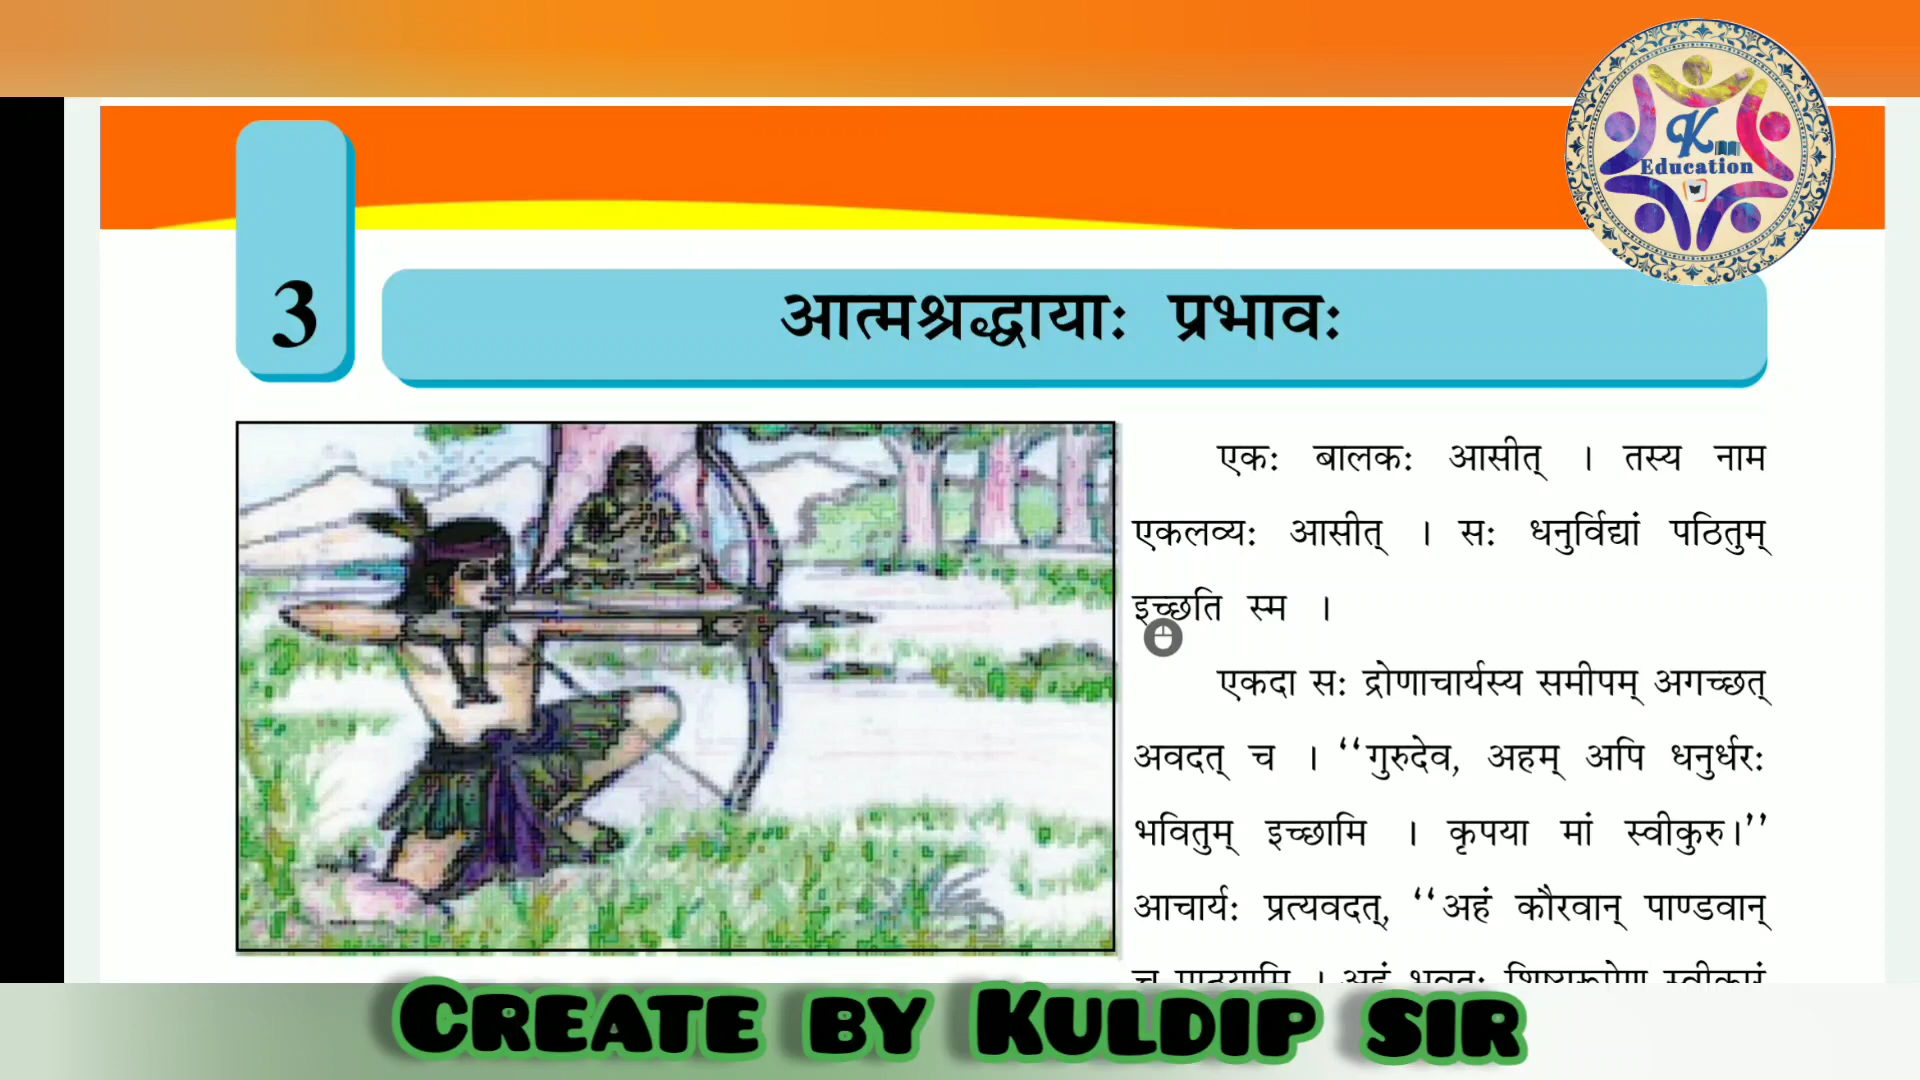 K
Education
3
आत्मश्रद्धायाः प्रभावः
एकः बालकः आसीत् । तस्य नाम
एकलव्यः आसीत् । सः धनुर्विद्यां पठितुम्
इच्छति स्म ।
एकदा सः द्रोणाचार्यस्य समीपम् अगच्छत्
अवदत् च । ‘‘गुरुदेव, अहम् अपि धनुर्धरः
भवितुम् इच्छामि । कृपया मां स्वीकुरु।’’
आचार्यः प्रत्यवदत्, ‘‘अहं कौरवान् पाण्डवान्
CREATE BY KULDIP SIR